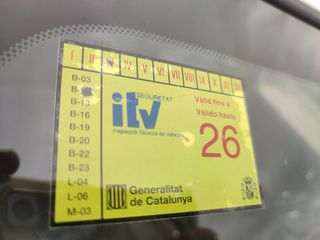 I II IV V VI VII VIII IX X XI XII
B-03
B-13
B-16
B-19
B-20
B-22
B-23
L-04
L-06
M-03
SEGURETAT
itv
Inspecció Tècnica de Vehicles
Vàlid fins a
Válido hasta
26
Generalitat
de Catalunya